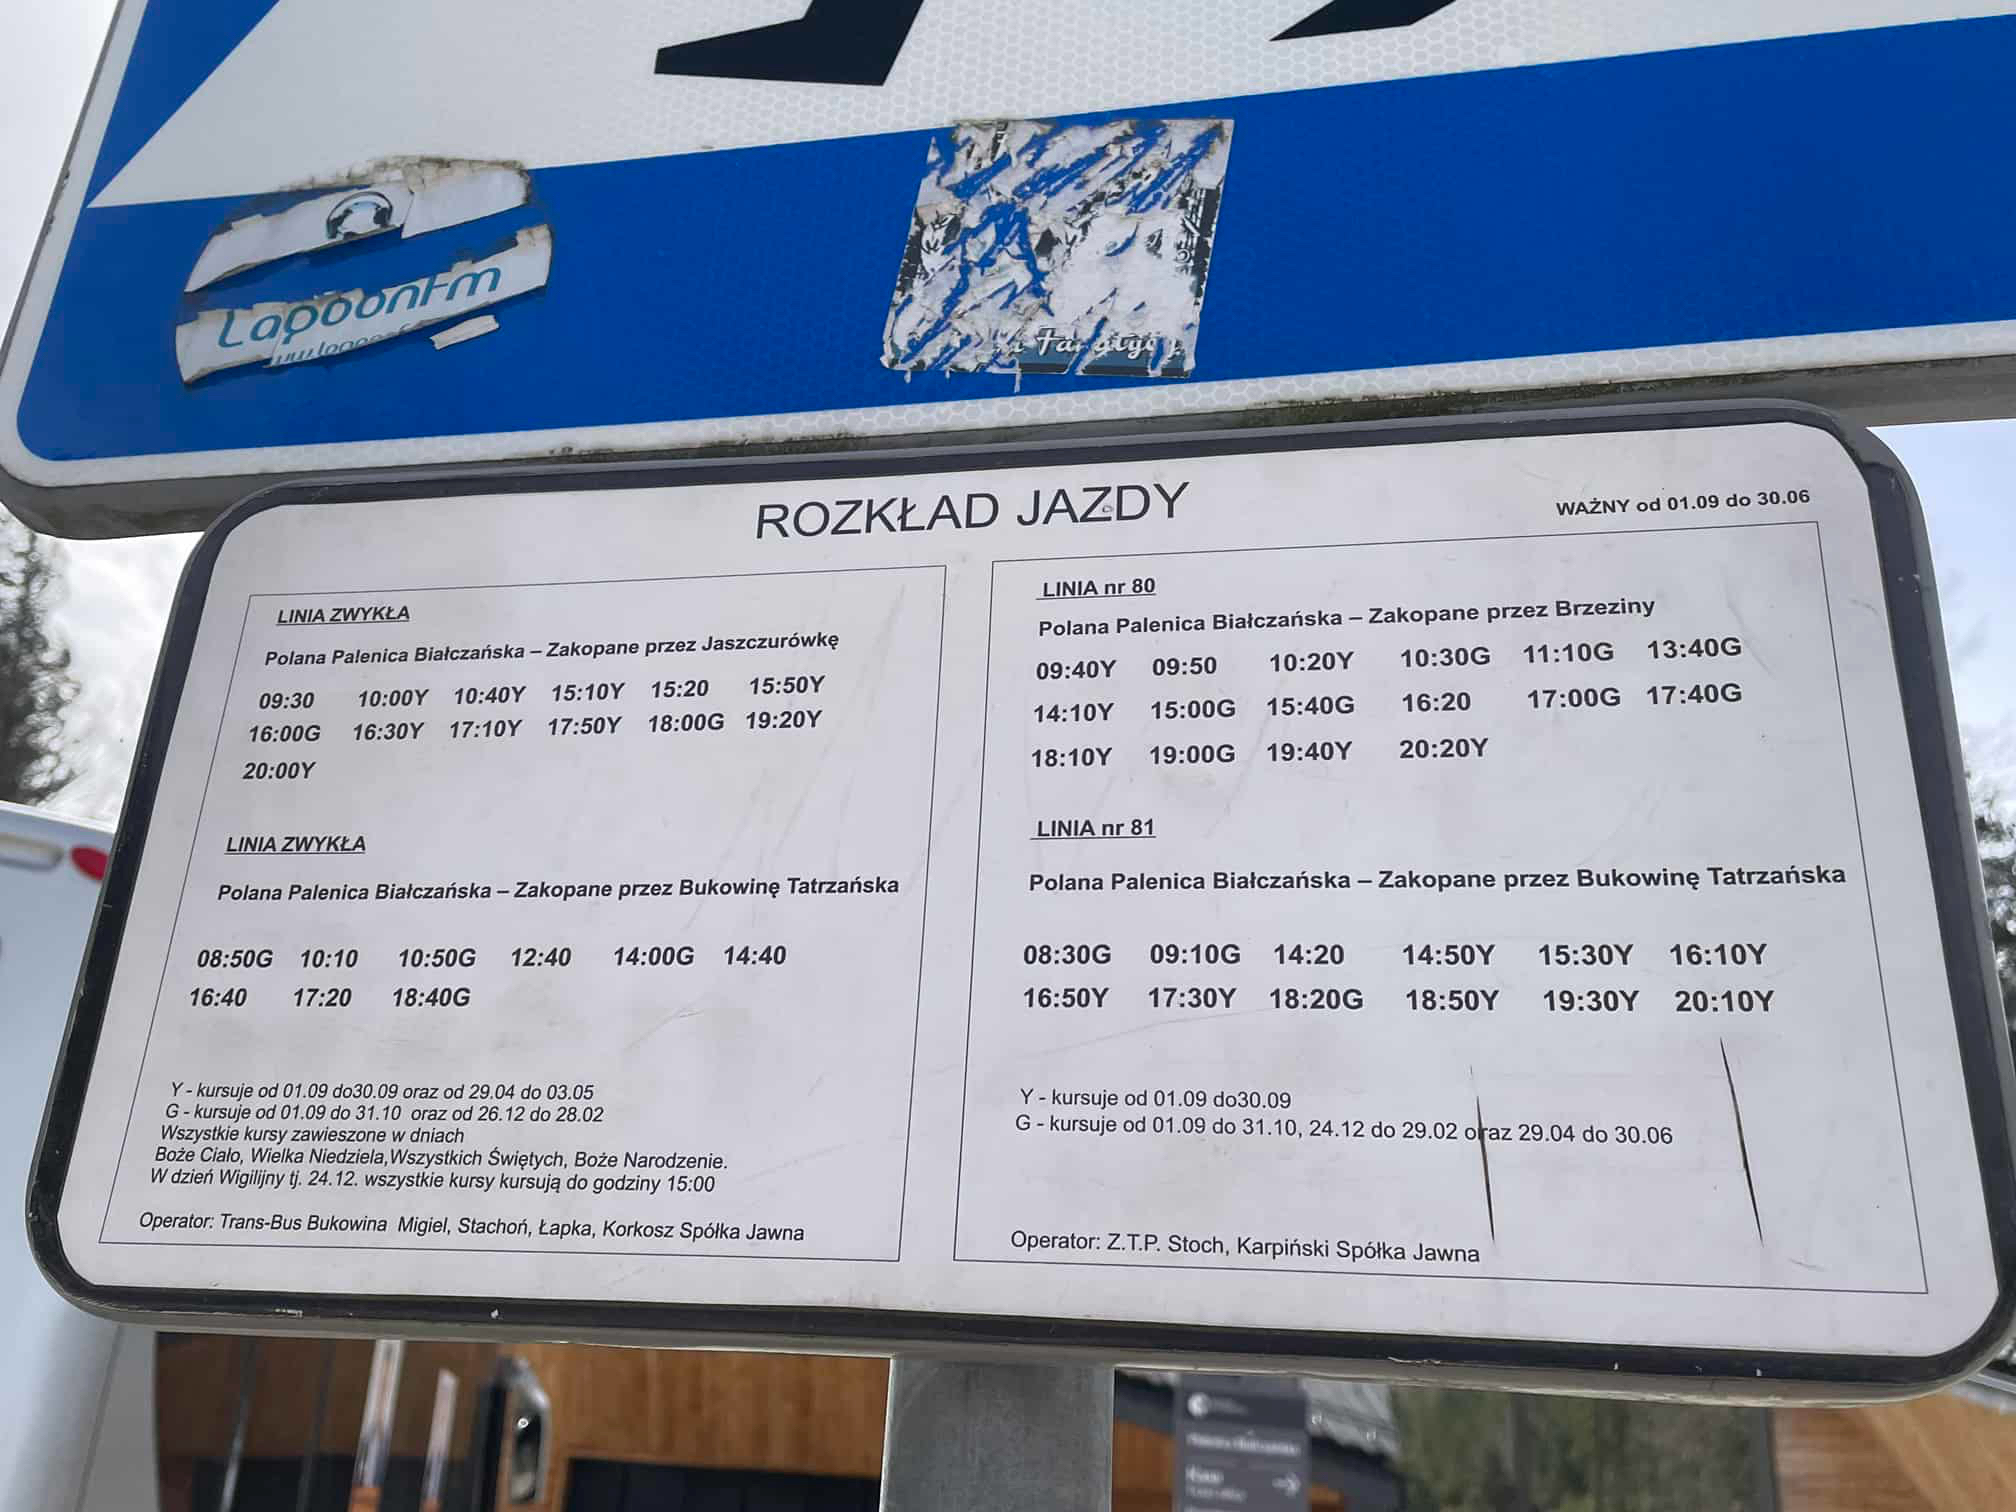 LagoonFm
ROZKŁAD JAZDY
WAŻNY od 01.09 do 30.06
LINIA ZWYKŁA
Polana Palenica Białczańska – Zakopane przez Jaszczurówkę
09:30 10:00Y 10:40Y 15:10Y 15:20 15:50Y
16:00G 16:30Y 17:10Y 17:50Y 18:00G 19:20Y
20:00Y
LINIA ZWYKŁA
Polana Palenica Białczańska – Zakopane przez Bukowinę Tatrzańska
08:50G 10:10 10:50G 12:40 14:00G 14:40
16:40 17:20 18:40G
Y - kursuje od 01.09 do30.09 oraz od 29.04 do 03.05
G - kursuje od 01.09 do 31.10 oraz od 26.12 do 28.02
Wszystkie kursy zawieszone w dniach
Boże Ciało, Wielka Niedziela,Wszystkich Świętych, Boże Narodzenie.
W dzień Wigilijny tj. 24.12. wszystkie kursy kursują do godziny 15:00
Operator: Trans-Bus Bukowina Migiel, Stachoń, Łapka, Korkosz Spółka Jawna
LINIA nr 80
Polana Palenica Białczańska – Zakopane przez Brzeziny
09:40Y 09:50 10:20Y 10:30G 11:10G 13:40G
14:10Y 15:00G 15:40G 16:20 17:00G 17:40G
18:10Y 19:00G 19:40Y 20:20Y
LINIA nr 81
Polana Palenica Białczańska – Zakopane przez Bukowinę Tatrzańska
08:30G 09:10G 14:20 14:50Y 15:30Y 16:10Y
16:50Y 17:30Y 18:20G 18:50Y 19:30Y 20:10Y
Y - kursuje od 01.09 do30.09
G - kursuje od 01.09 do 31.10, 24.12 do 29.02 oraz 29.04 do 30.06
Operator: Z.T.P. Stoch, Karpiński Spółka Jawna